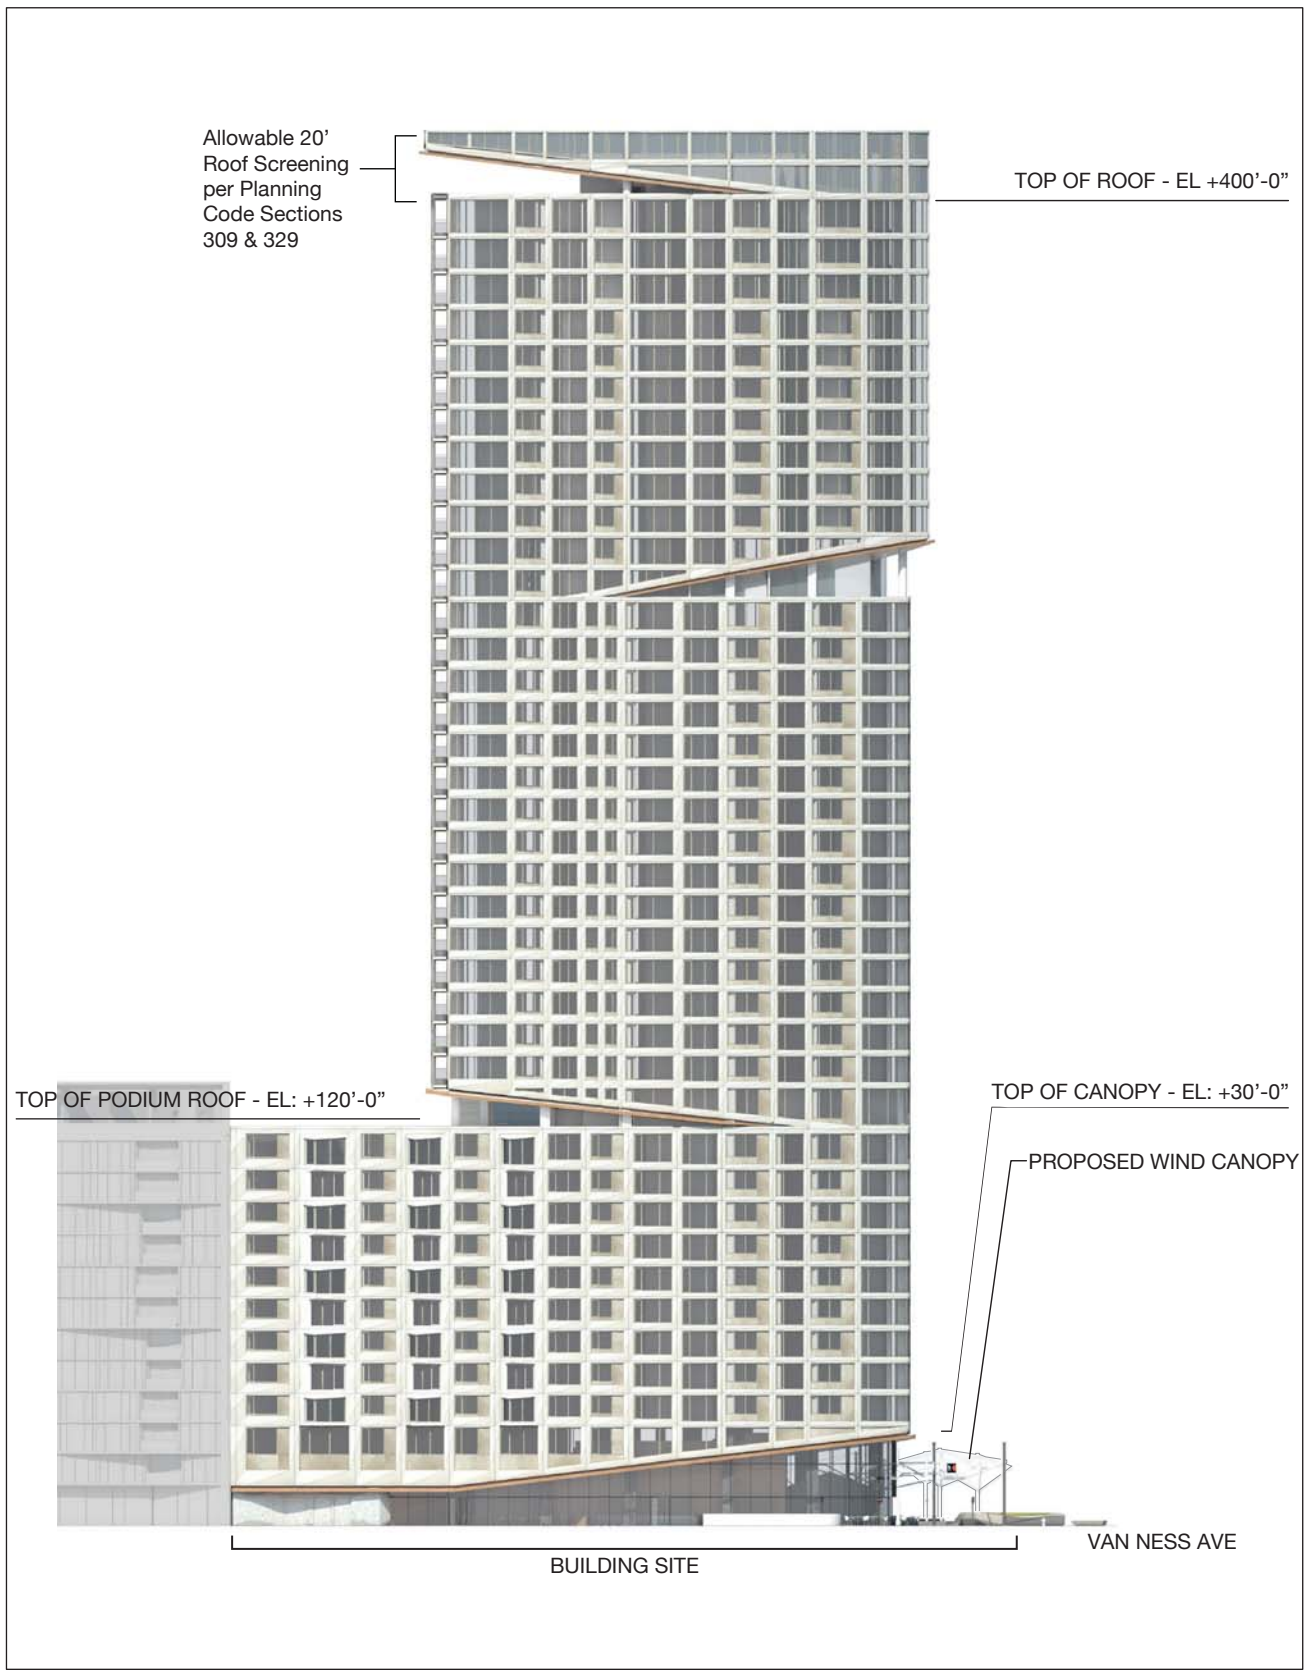 Allowable 20’
Roof Screening
per Planning
Code Sections
309 & 329
TOP OF ROOF - EL +400’-0”
TOP OF PODIUM ROOF - EL: +120’-0”
TOP OF CANOPY - EL: +30’-0”
PROPOSED WIND CANOPY
VAN NESS AVE
BUILDING SITE